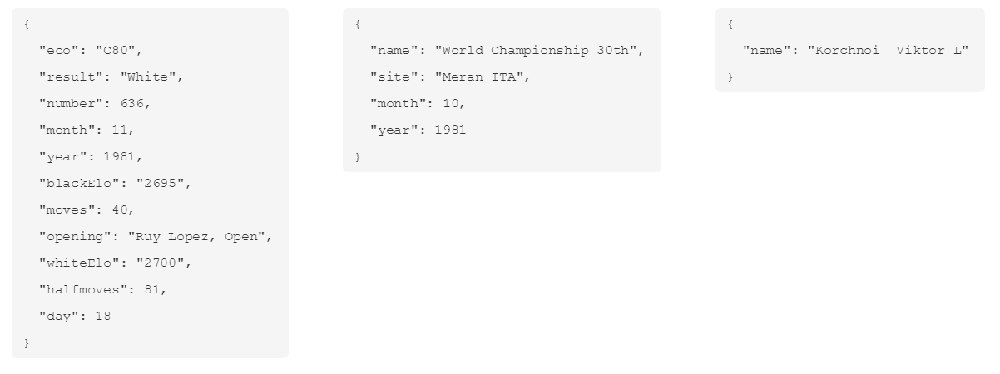 {
  "eco": "C80",
  "result": "White",
  "number": 636,
  "month": 11,
  "year": 1981,
  "blackElo": "2695",
  "moves": 40,
  "opening": "Ruy Lopez, Open",
  "whiteElo": "2700",
  "halfmoves": 81,
  "day": 18
}
{
  "name": "World Championship 30th",
  "site": "Meran ITA",
  "month": 10,
  "year": 1981
}
{
  "name": "Korchnoi  Viktor L"
}